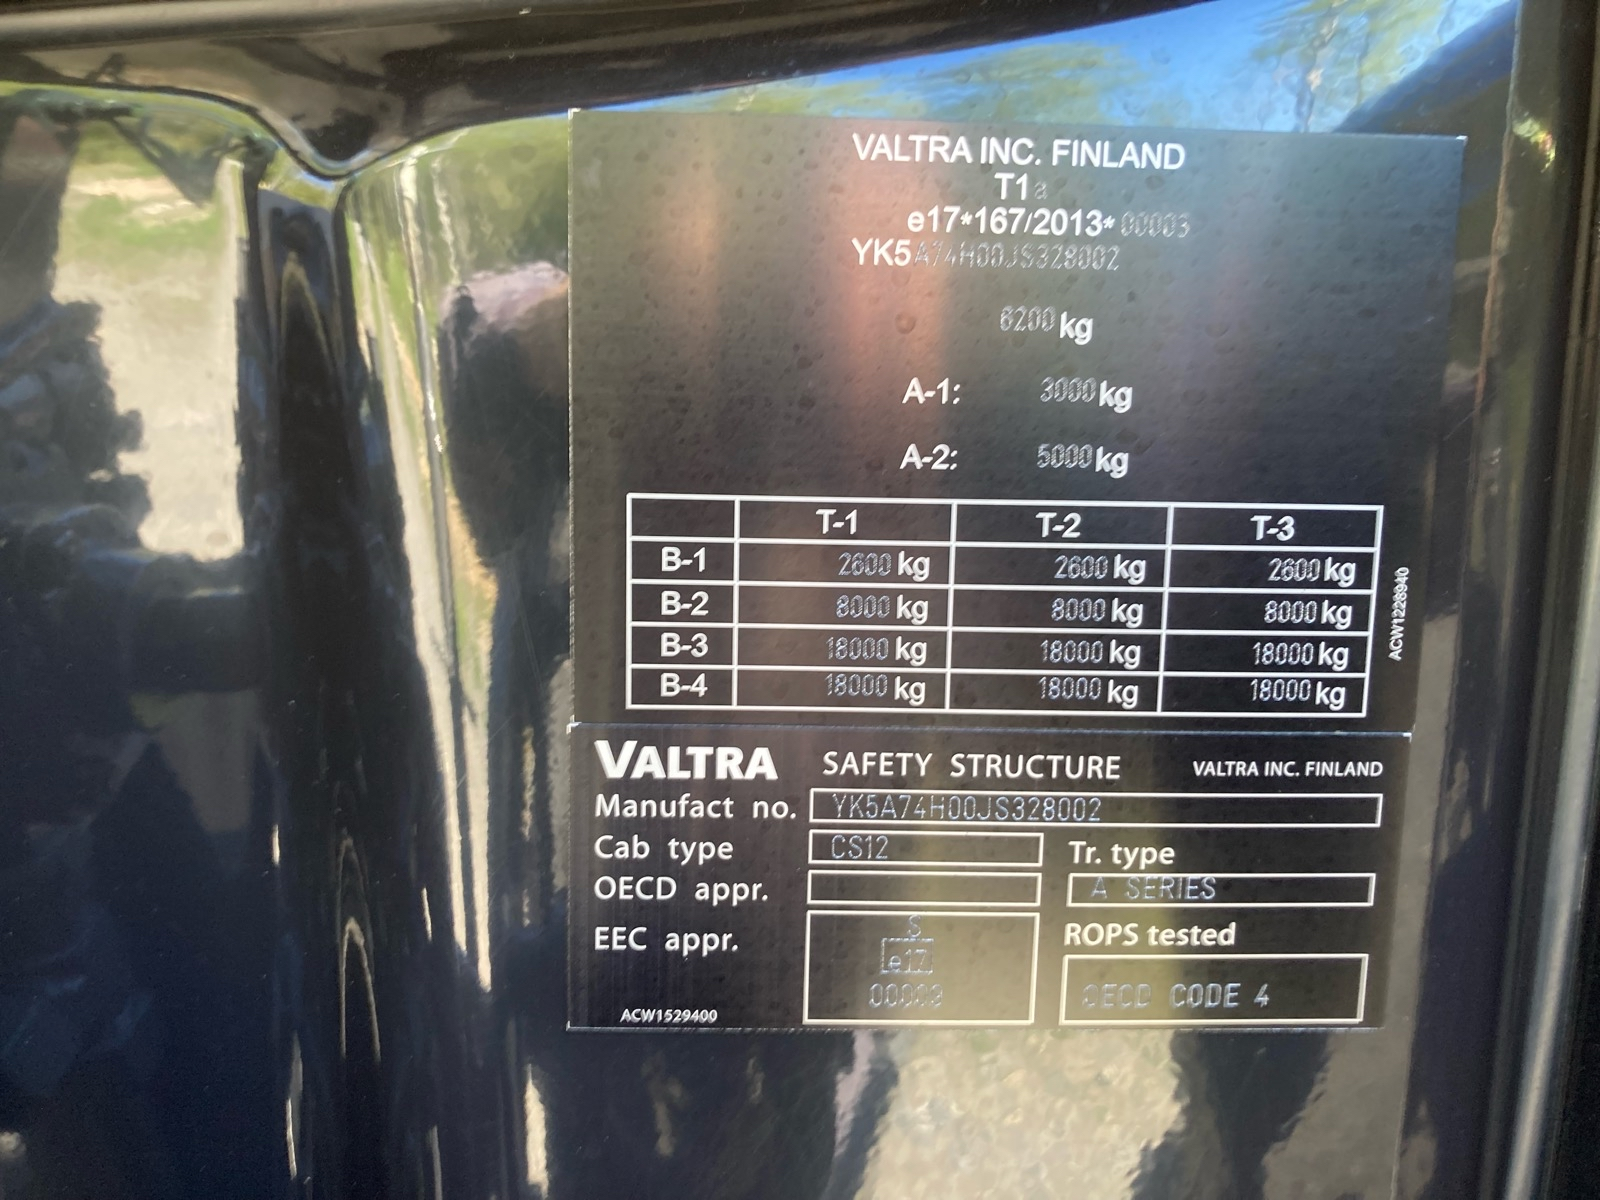 VALTRA INC. FINLAND
T1a
e17*167/2013*00003
YK5A74H00JS328002
6200 kg
A-1: 3000 kg
A-2: 5000 kg
T-1 T-2 T-3
B-1 2600 kg 2600 kg 2600 kg
B-2 8000 kg 8000 kg 8000 kg
B-3 18000 kg 18000 kg 18000 kg
B-4 18000 kg 18000 kg 18000 kg
ACW1228940
VALTRA SAFETY STRUCTURE VALTRA INC. FINLAND
Manufact no. YK5A74H00JS328002
Cab type CS12 Tr. type
OECD appr. A SERIES
EEC appr. S ROPS tested
e17
00003 OECD CODE 4
ACW1529400